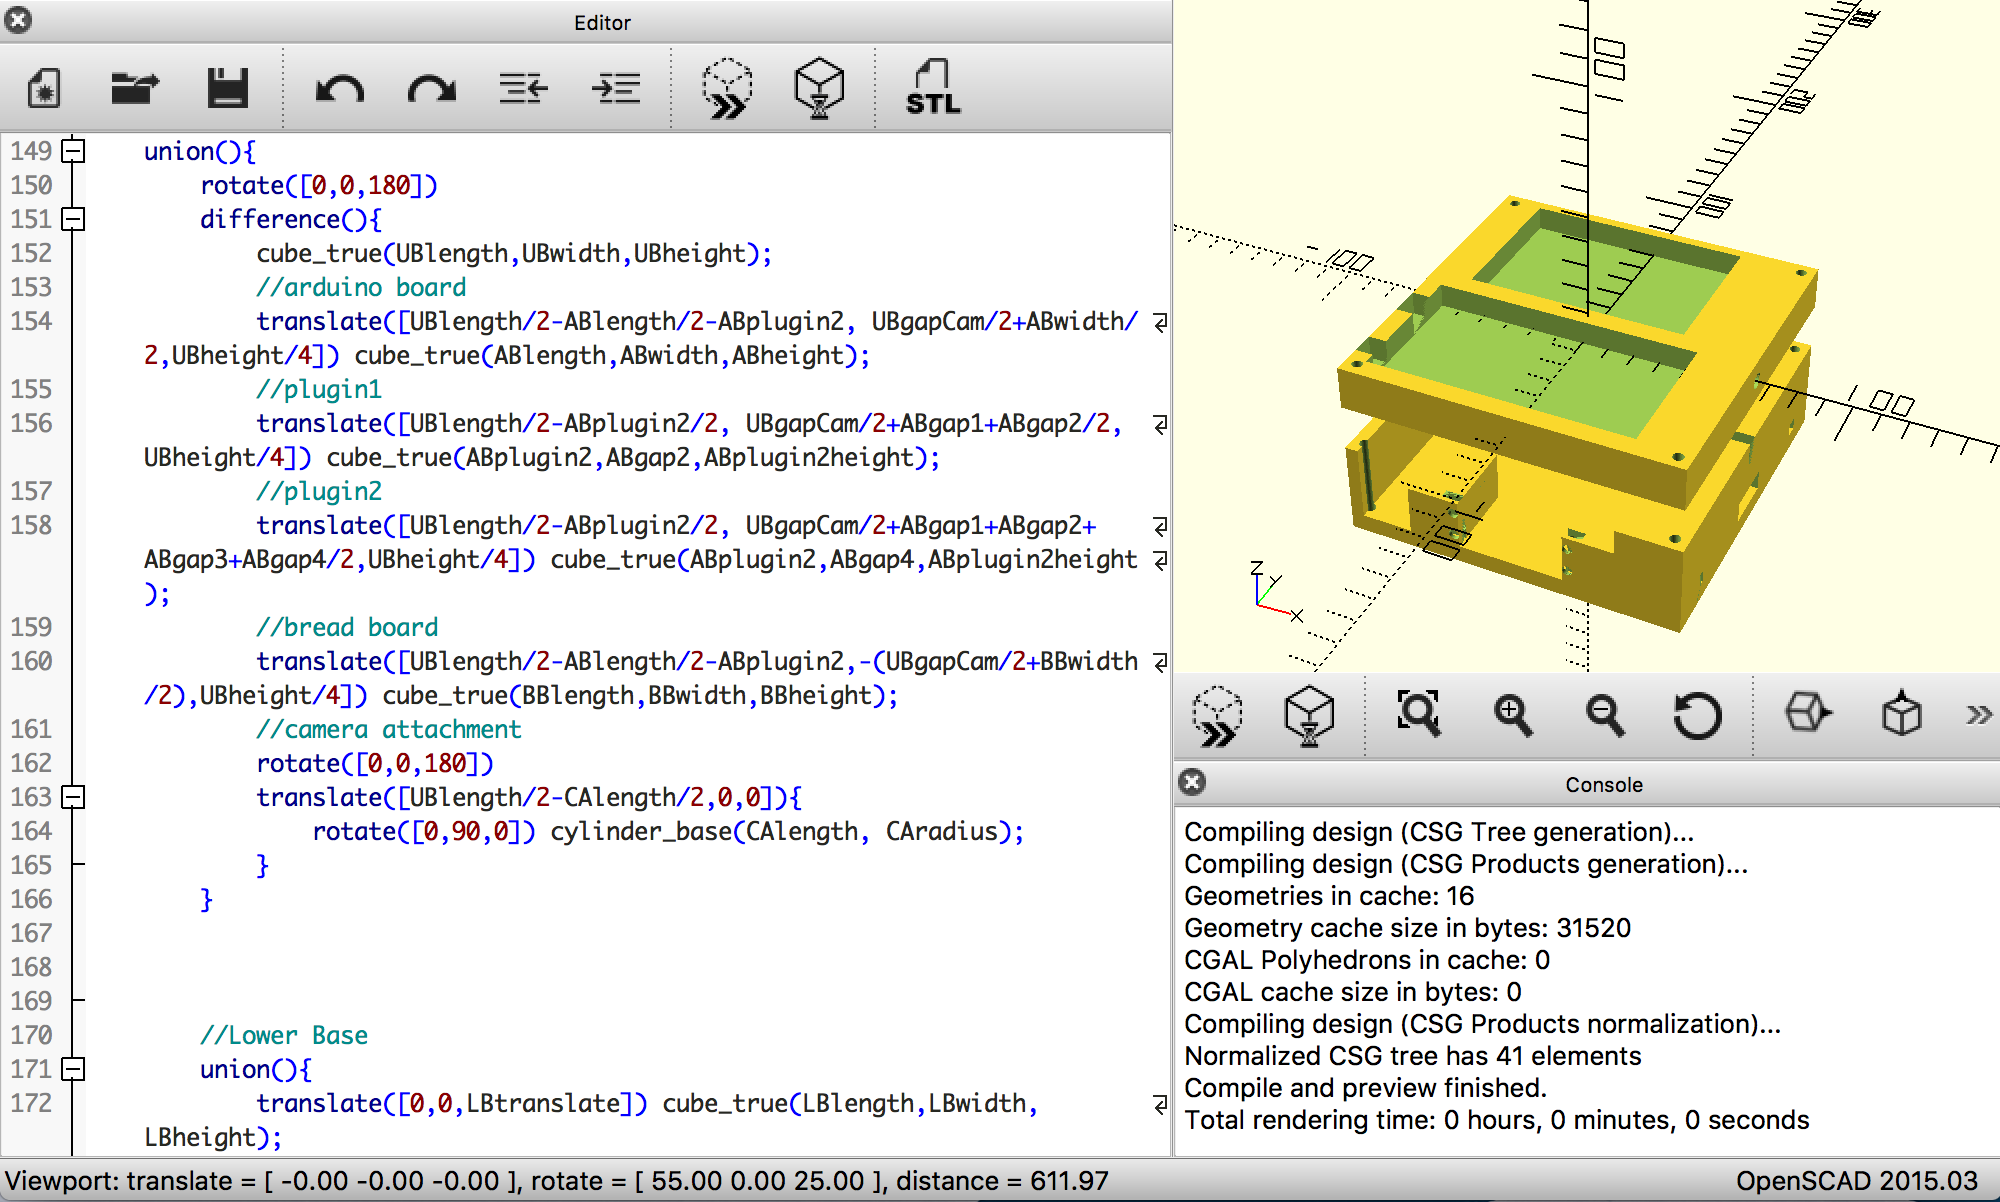 Editor
STL
149 union(){
150 rotate([0,0,180])
151 difference(){
152 cube_true(UBlength,UBwidth,UBheight);
153 //arduino board
154 translate([UBlength/2-ABlength/2-ABplugin2, UBgapCam/2+ABwidth/
2,UBheight/4]) cube_true(ABlength,ABwidth,ABheight);
155 //plugin1
156 translate([UBlength/2-ABplugin2/2, UBgapCam/2+ABgap1+ABgap2/2,
UBheight/4]) cube_true(ABplugin2,ABgap2,ABplugin2height);
157 //plugin2
158 translate([UBlength/2-ABplugin2/2, UBgapCam/2+ABgap1+ABgap2+
ABgap3+ABgap4/2,UBheight/4]) cube_true(ABplugin2,ABgap4,ABplugin2height
);
159 //bread board
160 translate([UBlength/2-ABlength/2-ABplugin2,-(UBgapCam/2+BBwidth
/2),UBheight/4]) cube_true(BBlength,BBwidth,BBheight);
161 //camera attachment
162 rotate([0,0,180])
163 translate([UBlength/2-CAlength/2,0,0]){
164 rotate([0,90,0]) cylinder_base(CAlength, CAradius);
165 }
166 }
167
168
169
170 //Lower Base
171 union(){
172 translate([0,0,LBtranslate]) cube_true(LBlength,LBwidth,
LBheight);
Z
Y
X
Console
Compiling design (CSG Tree generation)...
Compiling design (CSG Products generation)...
Geometries in cache: 16
Geometry cache size in bytes: 31520
CGAL Polyhedrons in cache: 0
CGAL cache size in bytes: 0
Compiling design (CSG Products normalization)...
Normalized CSG tree has 41 elements
Compile and preview finished.
Total rendering time: 0 hours, 0 minutes, 0 seconds
Viewport: translate = [ -0.00 -0.00 -0.00 ], rotate = [ 55.00 0.00 25.00 ], distance = 611.97
OpenSCAD 2015.03